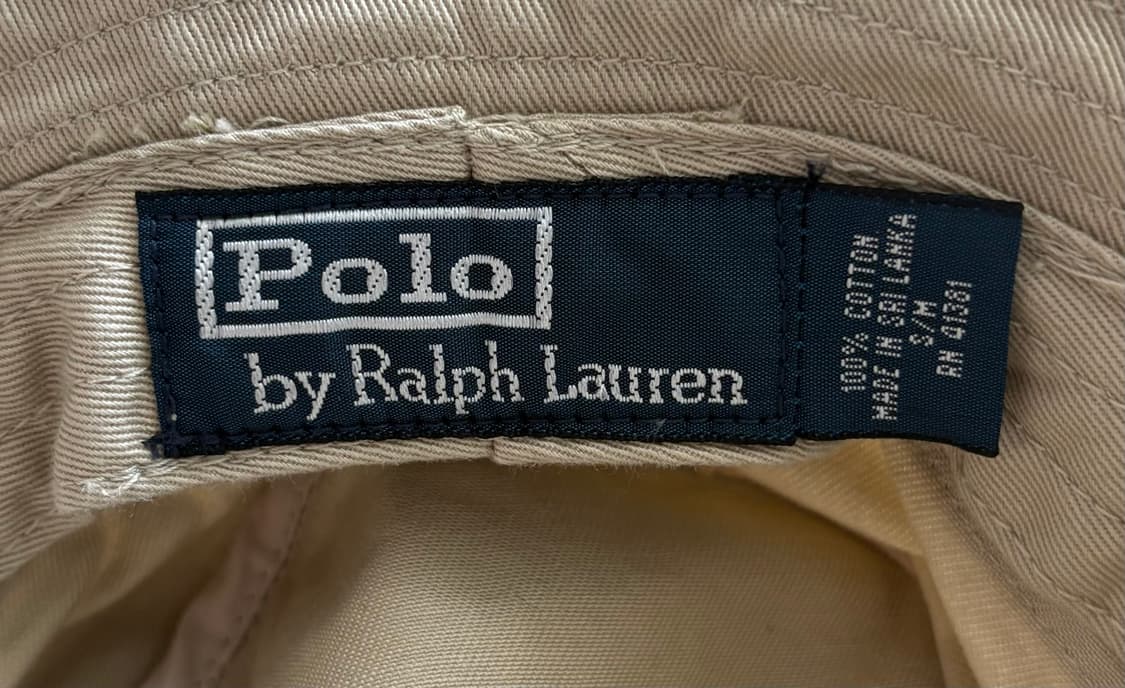 Polo
by Ralph Lauren
100% COTTON
MADE IN SRI LANKA
S/M
RN 41381